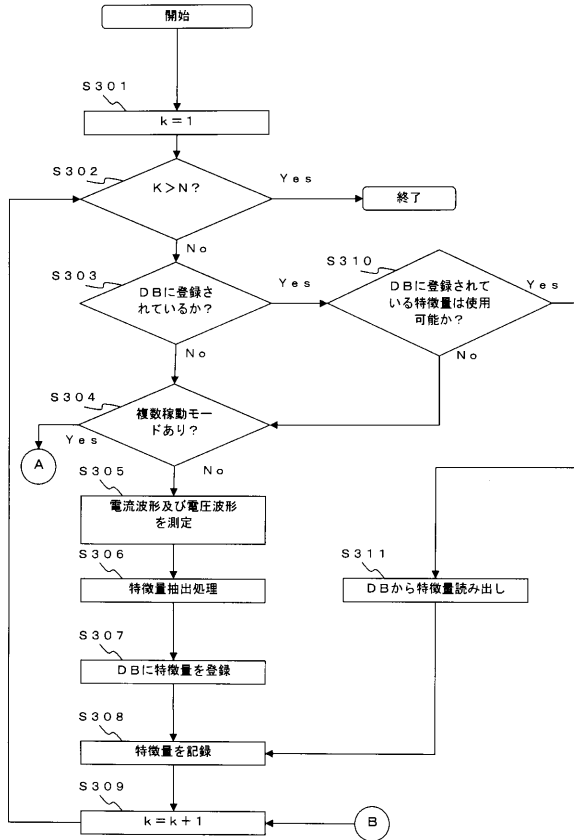 開始
S301
k=1
S302
K>N?
Yes
終了
No
S303
DBに登録さ
れているか?
Yes
S310
DBに登録されて
いる特徴量は使用
可能か?
Yes
No
No
S304
複数稼動モー
ドあり?
Yes
A
No
S305
電流波形及び電圧波形
を測定
S306
特徴量抽出処理
S311
DBから特徴量読み出し
S307
DBに特徴量を登録
S308
特徴量を記録
S309
k=k+1
B